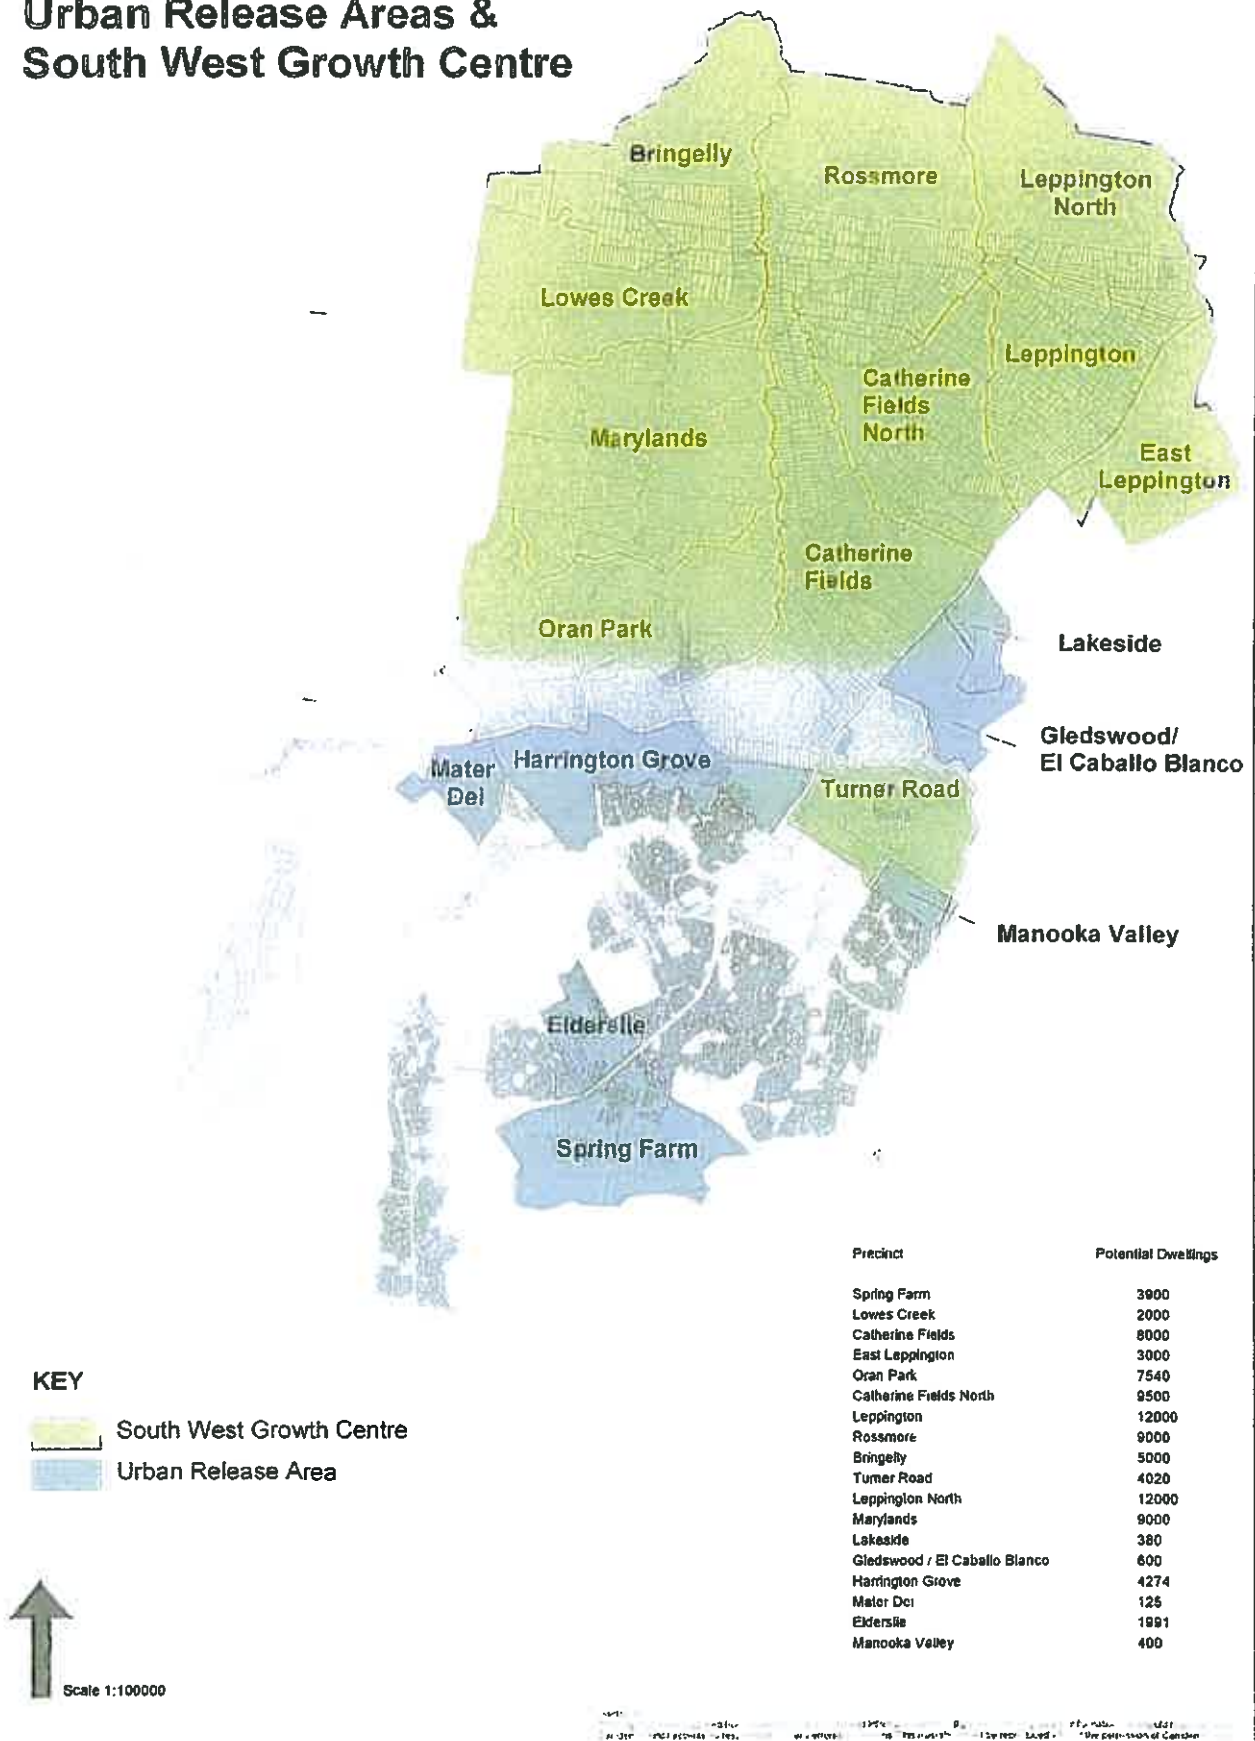 Urban Release Areas &
South West Growth Centre
Bringelly
Rossmore
Leppington
North
Lowes Creek
Leppington
Catherine
Fields
North
Marylands
East
Leppington
Catherine
Fields
Oran Park
Lakeside
Gledswood/
El Caballo Blanco
Harrington Grove
Mater
Dei
Turner Road
Manooka Valley
Elderslie
Spring Farm
Precinct Potential Dwellings
Spring Farm 3900
Lowes Creek 2000
Catherine Fields 8000
East Leppington 3000
Oran Park 7540
Catherine Fields North 9500
Leppington 12000
Rossmore 9000
Bringelly 5000
Turner Road 4020
Leppington North 12000
Marylands 9000
Lakeside 380
Gledswood / El Caballo Blanco 600
Harrington Grove 4274
Mater Dei 125
Elderslie 1991
Manooka Valley 400
KEY
South West Growth Centre
Urban Release Area
Scale 1:100000